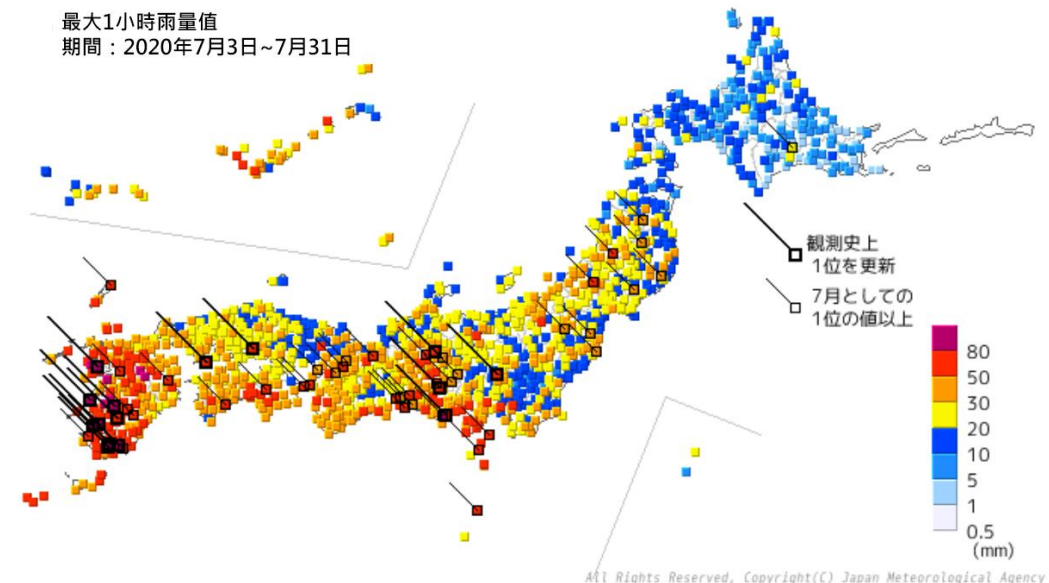 最大1小時雨量值
期間：2020年7月3日~7月31日
観測史上
1位を更新
7月としての
1位の値以上
80
50
30
20
10
5
1
0.5
(mm)
All Rights Reserved, Copyright(C) Japan Meteorological Agency